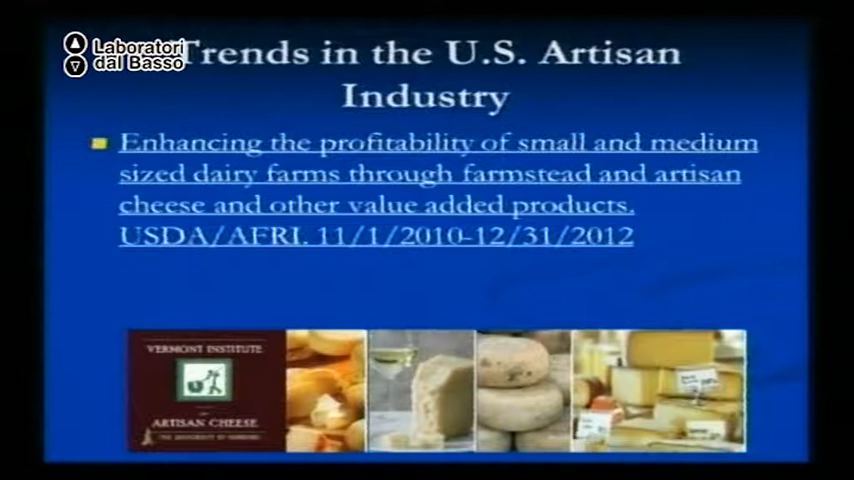 Laboratori
dal Basso
Trends in the U.S. Artisan
Industry
Enhancing the profitability of small and medium
sized dairy farms through farmstead and artisan
cheese and other value added products.
USDA/AFRI. 11/1/2010-12/31/2012
VERMONT INSTITUTE
ARTISAN CHEESE